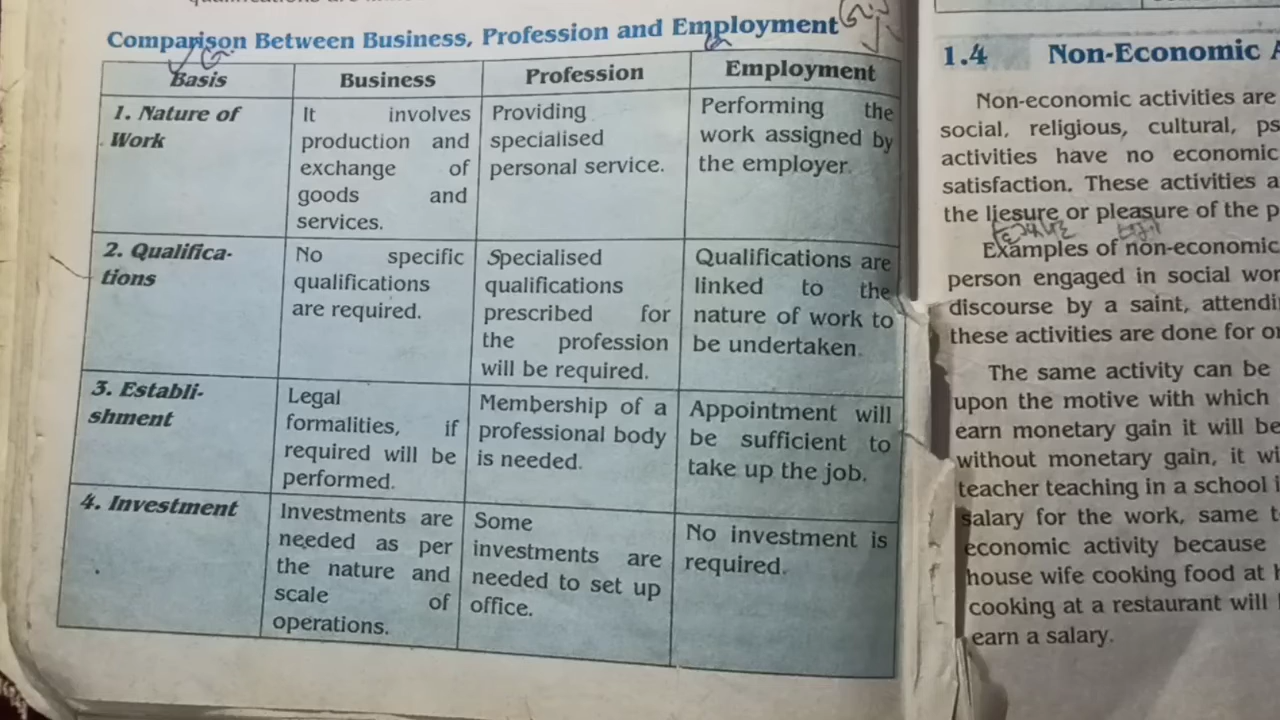 Comparison Between Business, Profession and Employment
Basis
Business
Profession
Employment
1. Nature of
Work
It involves
production and
exchange of
goods and
services.
Providing
specialised
personal service.
Performing the
work assigned by
the employer.
2. Qualifica-
tions
No specific
qualifications
are required.
Specialised
qualifications
prescribed for
the profession
will be required.
Qualifications are
linked to the
nature of work to
be undertaken.
3. Establi-
shment
Legal
formalities, if
required will be
performed.
Membership of a
professional body
is needed.
Appointment will
be sufficient to
take up the job.
4. Investment
Investments are
needed as per
the nature and
scale of
operations.
Some
investments are
needed to set up
office.
No investment is
required.
1.4 Non-Economic
Non-economic activities are
social, religious, cultural,
activities have no economic
satisfaction. These activities
the liesure or pleasure of the
Examples of non-economic
person engaged in social
discourse by a saint,
these activities are done for
The same activity can be
upon the motive with which
earn monetary gain it will be
without monetary gain, it
teacher teaching in a school
salary for the work, same
economic activity because
house wife cooking food at
cooking at a restaurant will
earn a salary.